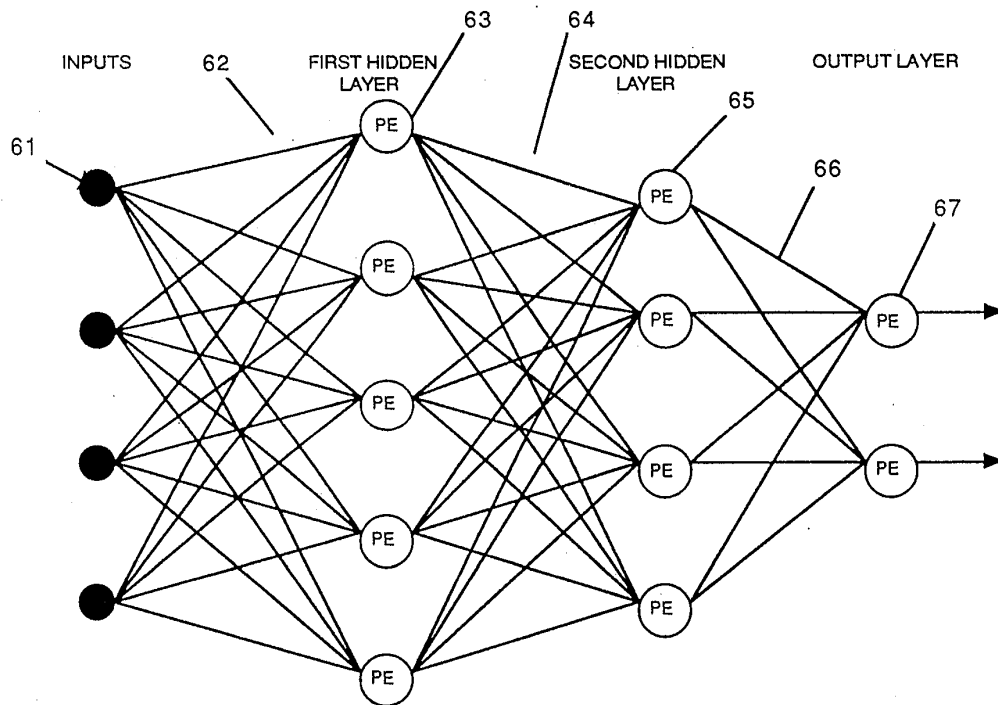 63
64
INPUTS
62
FIRST HIDDEN
LAYER
SECOND HIDDEN
LAYER
OUTPUT LAYER
65
61
PE
66
PE
67
PE
PE
PE
PE
PE
PE
PE
PE
PE